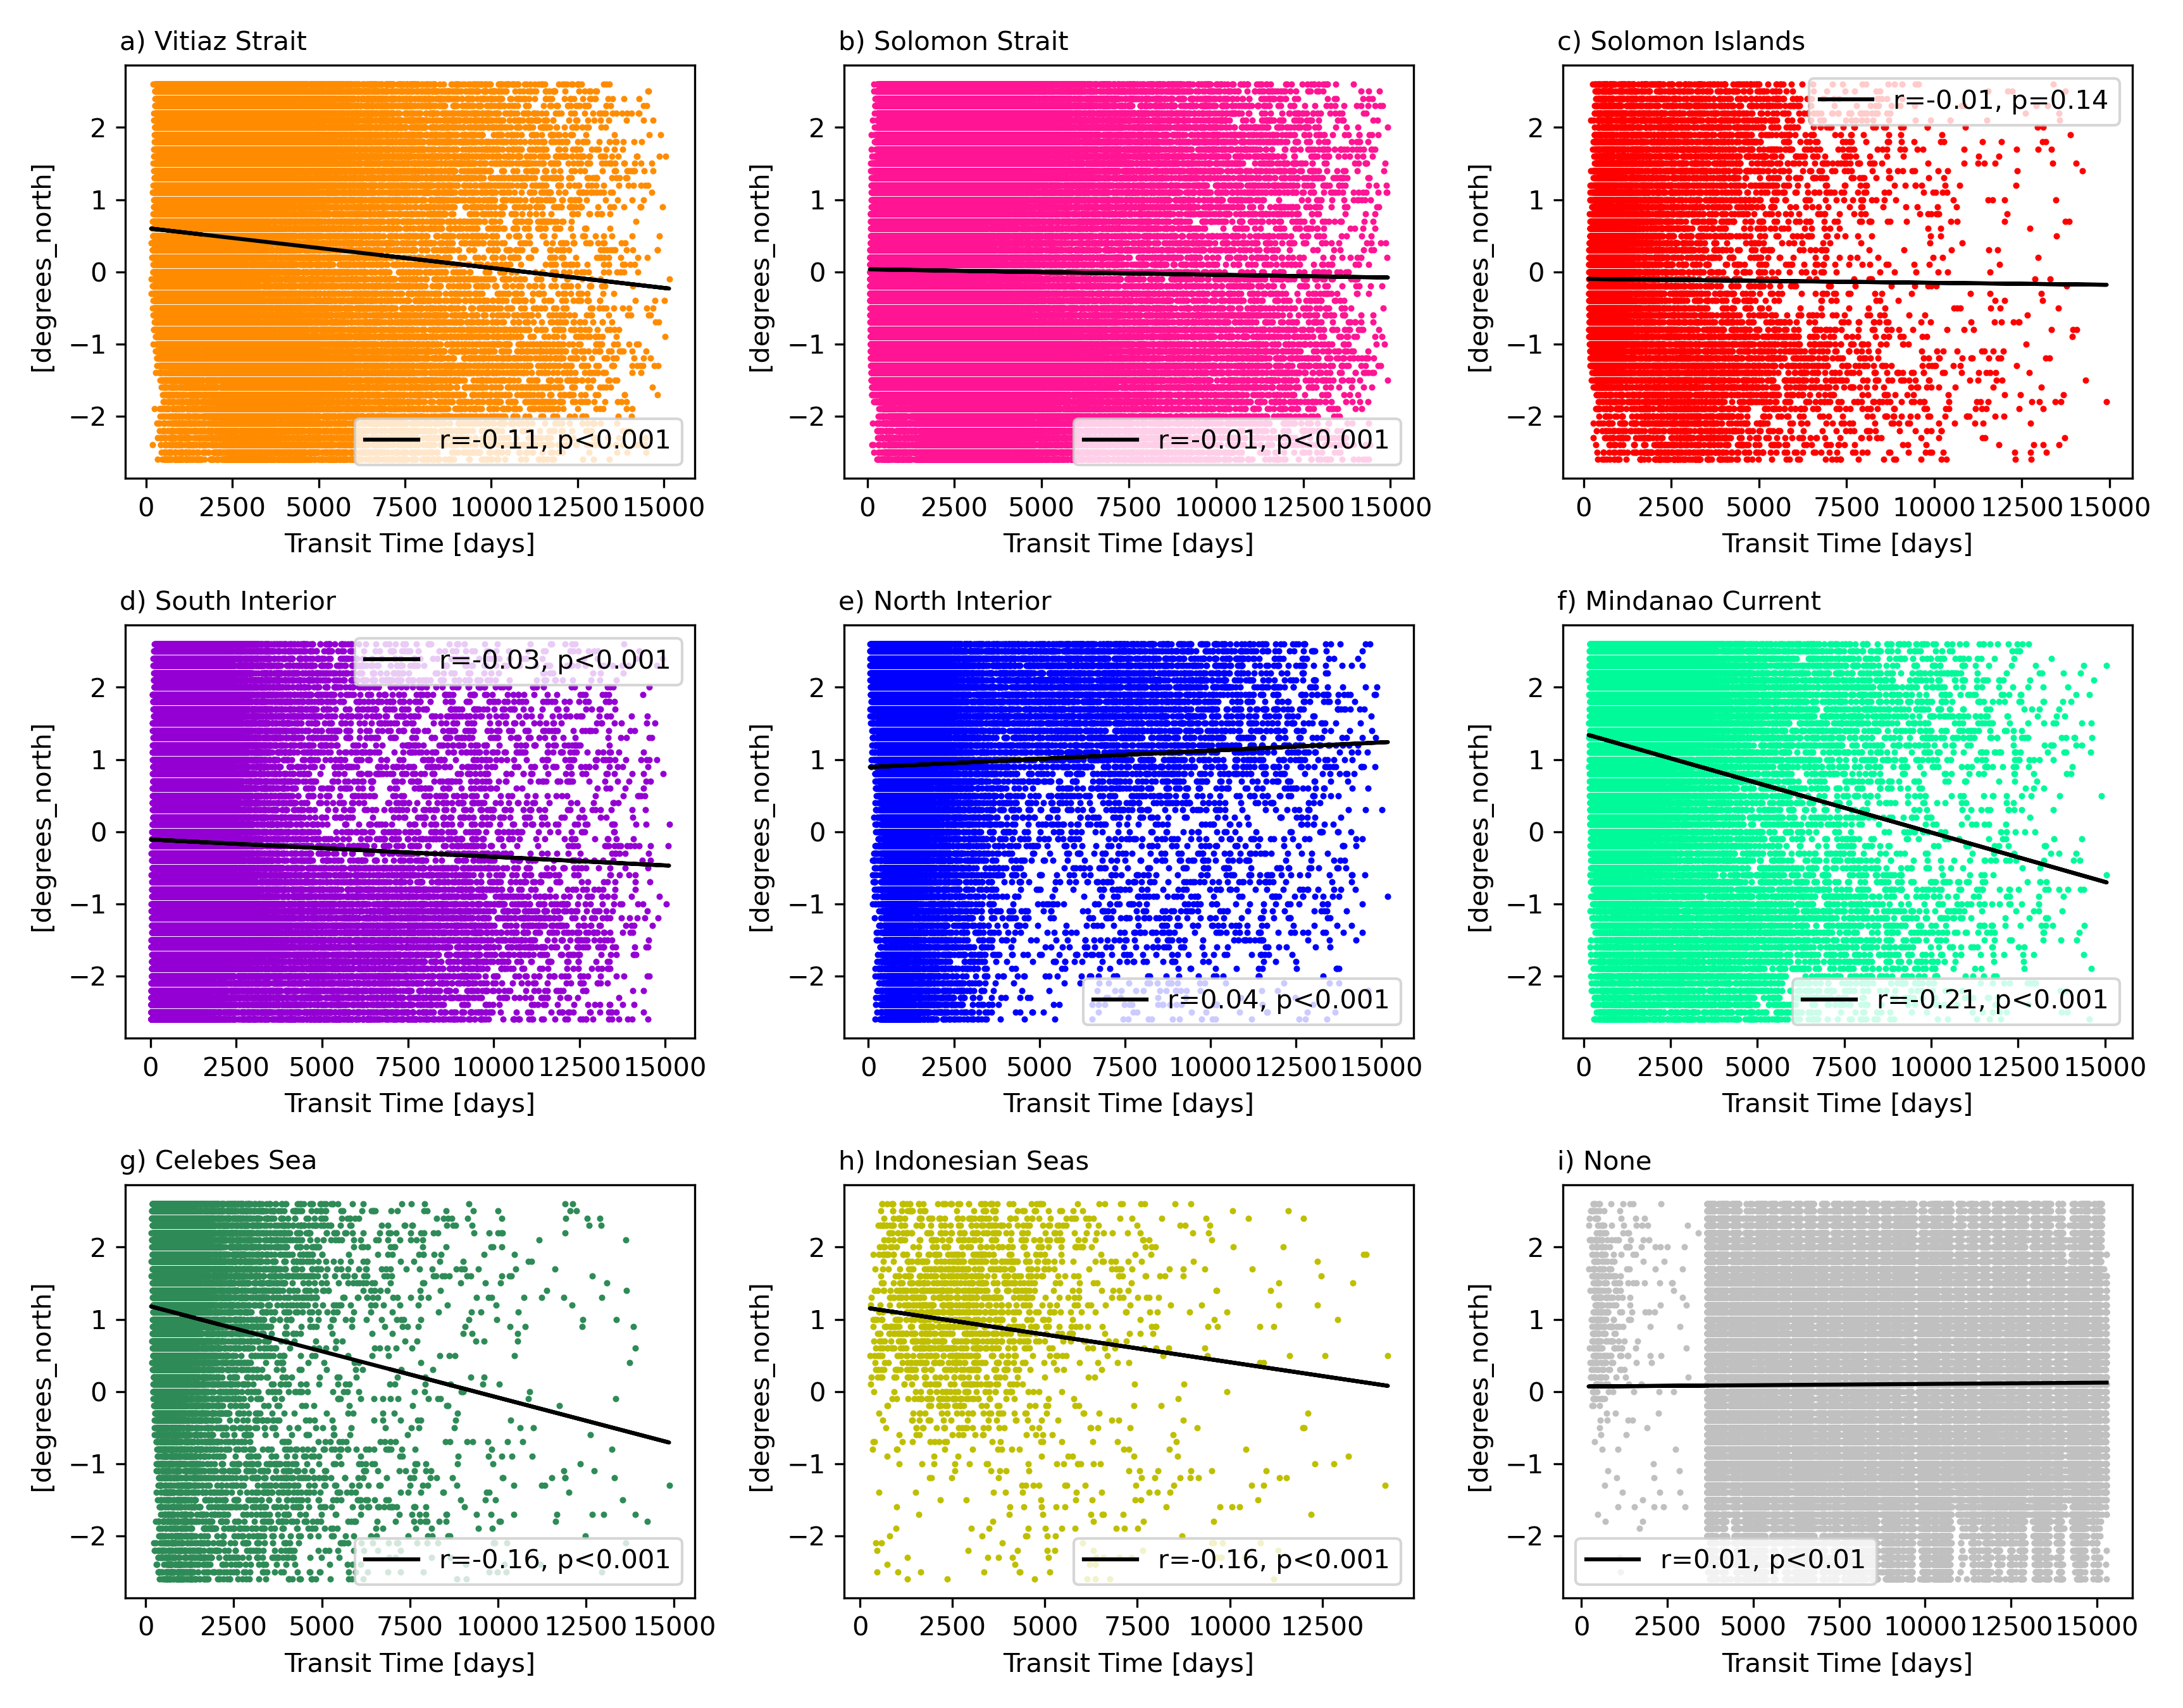 a) Vitiaz Strait
[degrees_north]
2
1
0
−1
−2
r=-0.11, p<0.001
0 2500 5000 7500 10000 12500 15000
Transit Time [days]
b) Solomon Strait
[degrees_north]
2
1
0
−1
−2
r=-0.01, p<0.001
0 2500 5000 7500 10000 12500 15000
Transit Time [days]
c) Solomon Islands
[degrees_north]
r=-0.01, p=0.14
2
1
0
−1
−2
0 2500 5000 7500 10000 12500 15000
Transit Time [days]
d) South Interior
[degrees_north]
r=-0.03, p<0.001
2
1
0
−1
−2
0 2500 5000 7500 10000 12500 15000
Transit Time [days]
e) North Interior
[degrees_north]
2
1
0
−1
−2
r=0.04, p<0.001
0 2500 5000 7500 10000 12500 15000
Transit Time [days]
f) Mindanao Current
[degrees_north]
2
1
0
−1
−2
r=-0.21, p<0.001
0 2500 5000 7500 10000 12500 15000
Transit Time [days]
g) Celebes Sea
[degrees_north]
2
1
0
−1
−2
r=-0.16, p<0.001
0 2500 5000 7500 10000 12500 15000
Transit Time [days]
h) Indonesian Seas
[degrees_north]
2
1
0
−1
−2
r=-0.16, p<0.001
0 2500 5000 7500 10000 12500
Transit Time [days]
i) None
[degrees_north]
2
1
0
−1
−2
r=0.01, p<0.01
0 2500 5000 7500 10000 12500 15000
Transit Time [days]